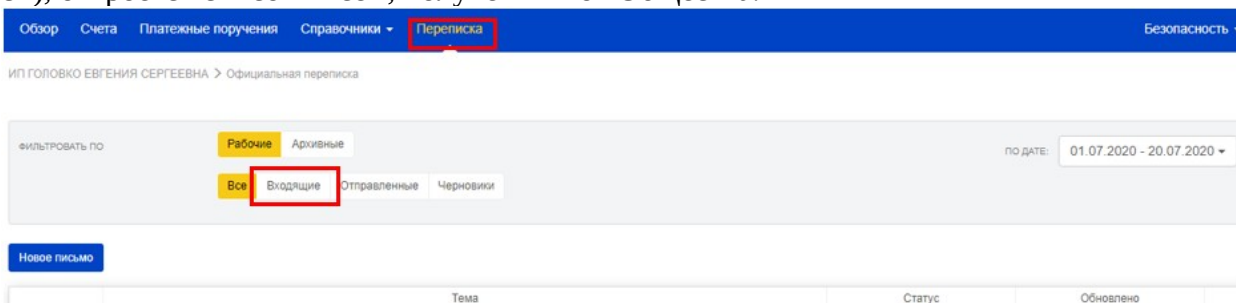 Обзор Счета Платежные поручения Справочники Переписка Безопасность
ИП ГОЛОВКО ЕВГЕНИЯ СЕРГЕЕВНА > Официальная переписка
ФИЛЬТРОВАТЬ ПО Рабочие Архивные ПО ДАТЕ: 01.07.2020 - 20.07.2020
Все Входящие Отправленные Черновики
Новое письмо
Тема Статус Обновлено